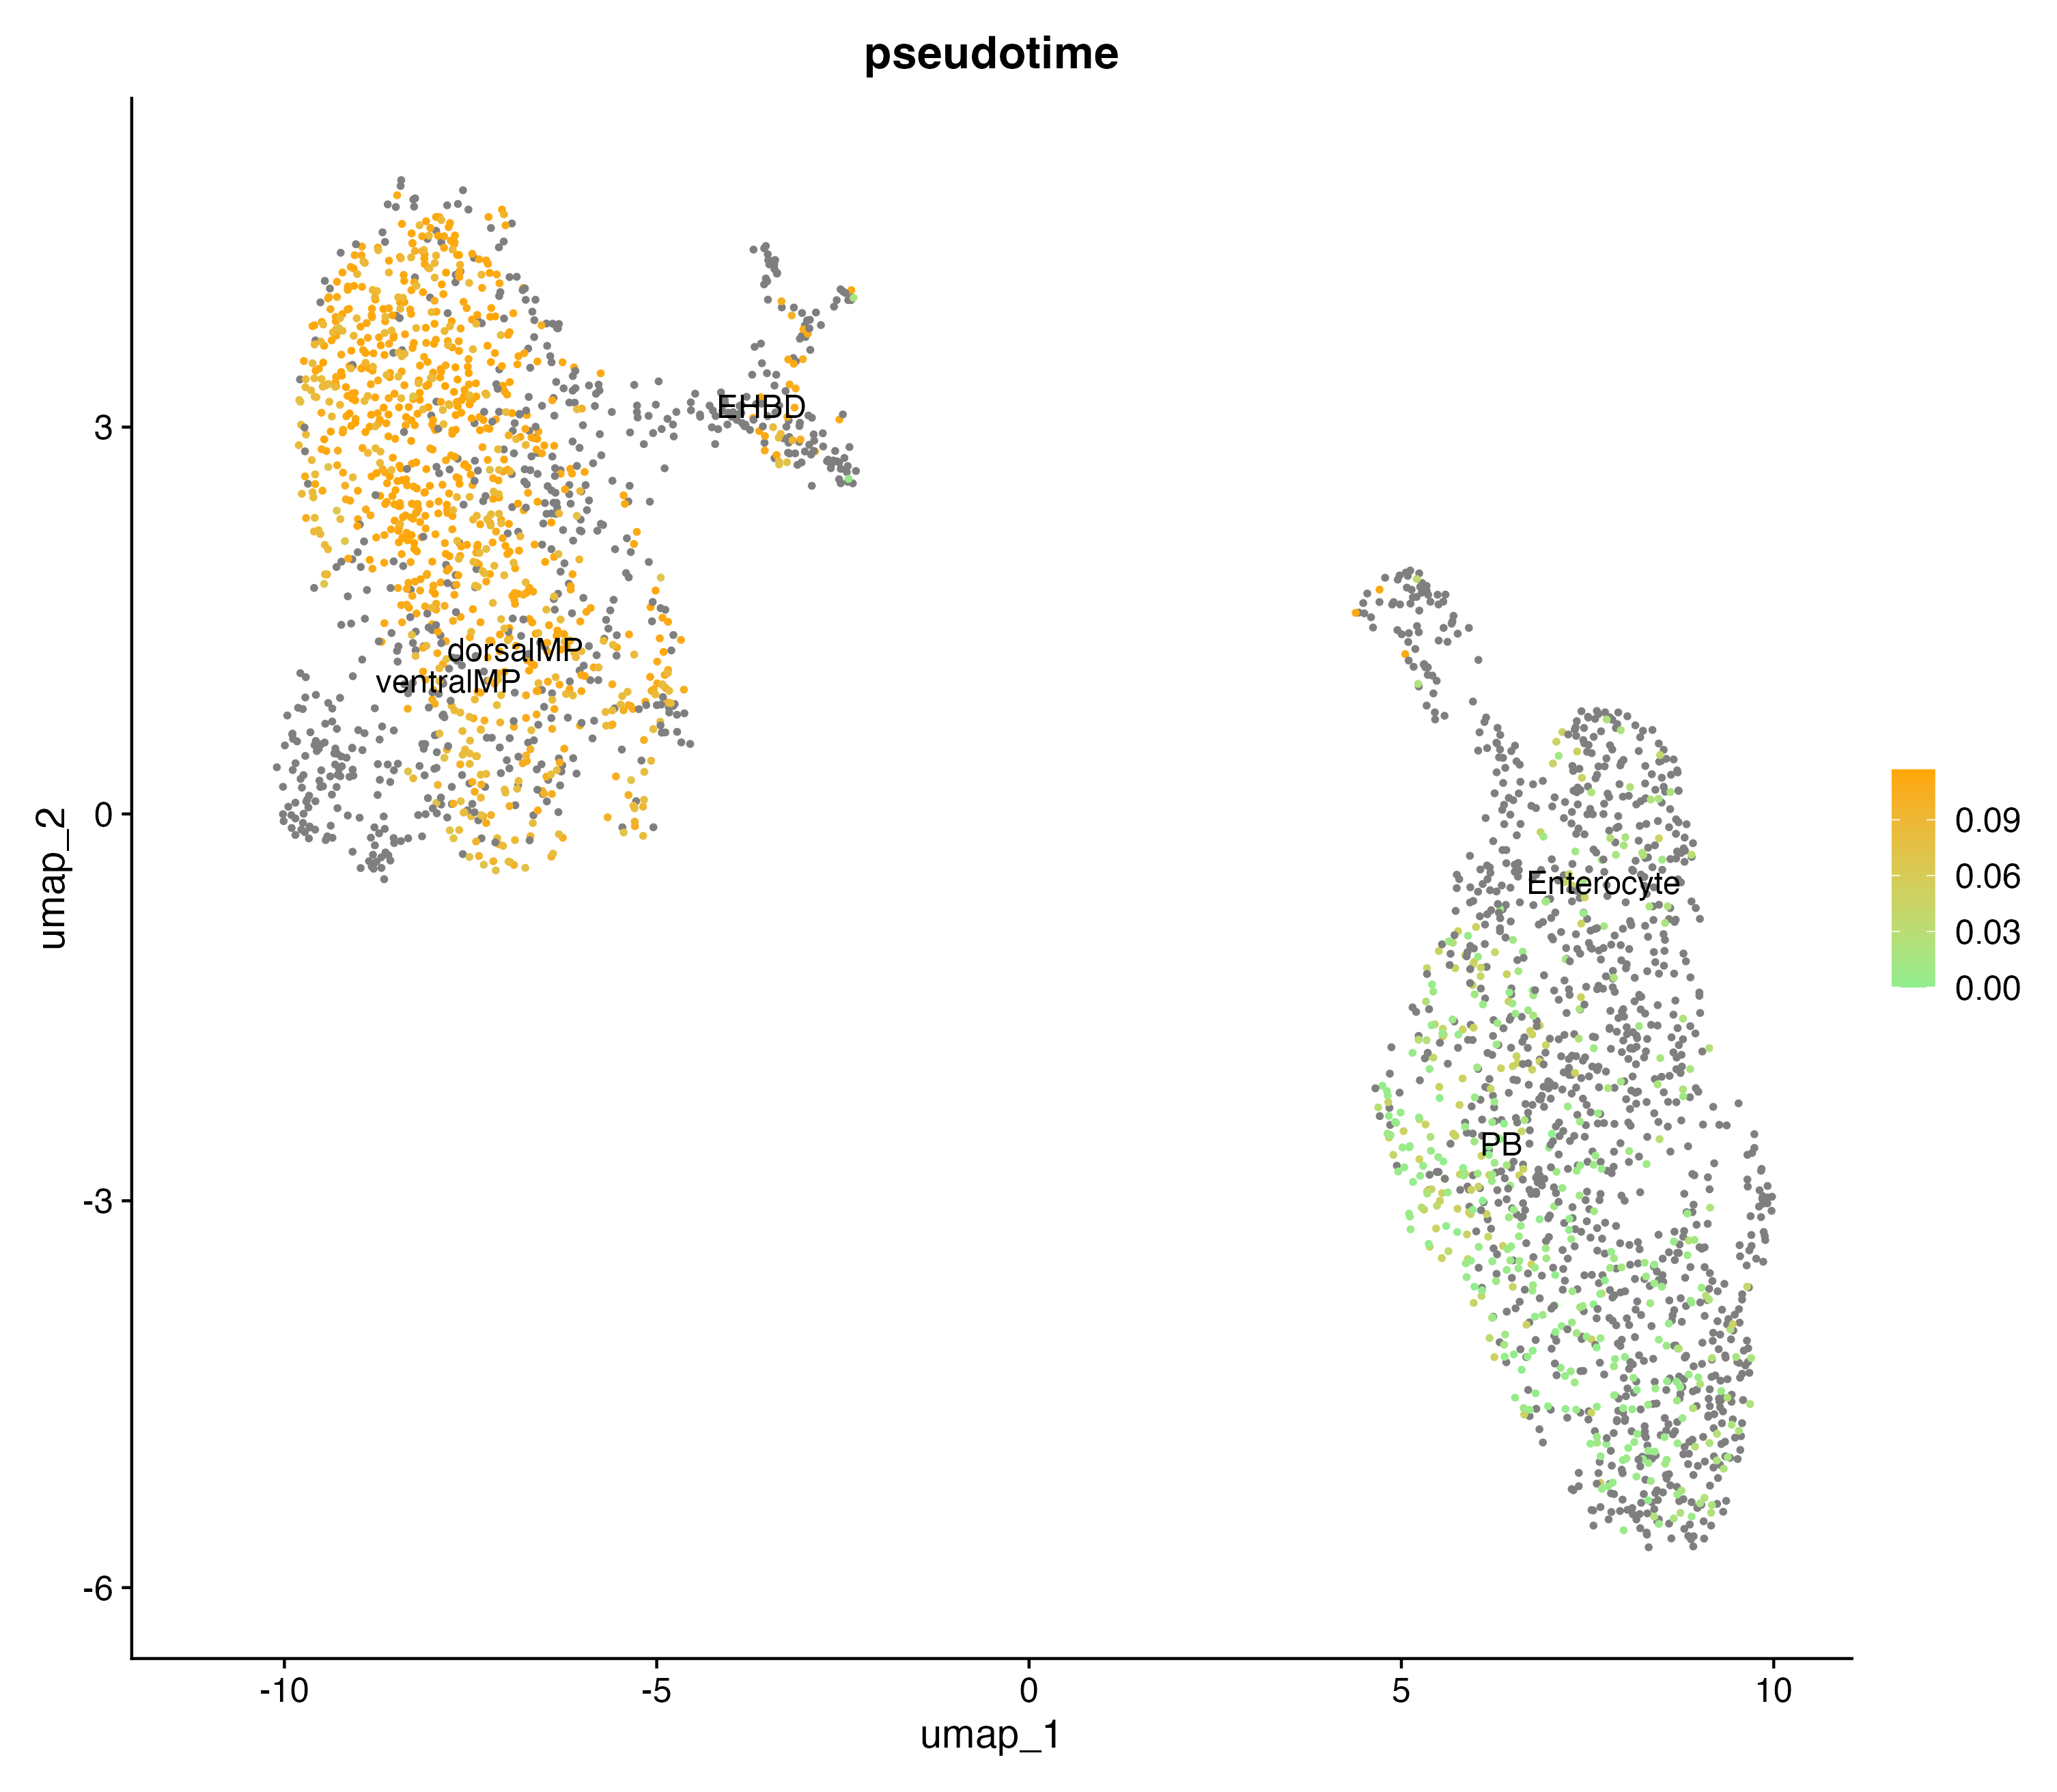 pseudotime
EHBD
3
dorsalMP
ventralMP
0
umap_2
Enterocyte
0.09
0.06
0.03
0.00
PB
-3
-6
-10
-5
0
5
10
umap_1